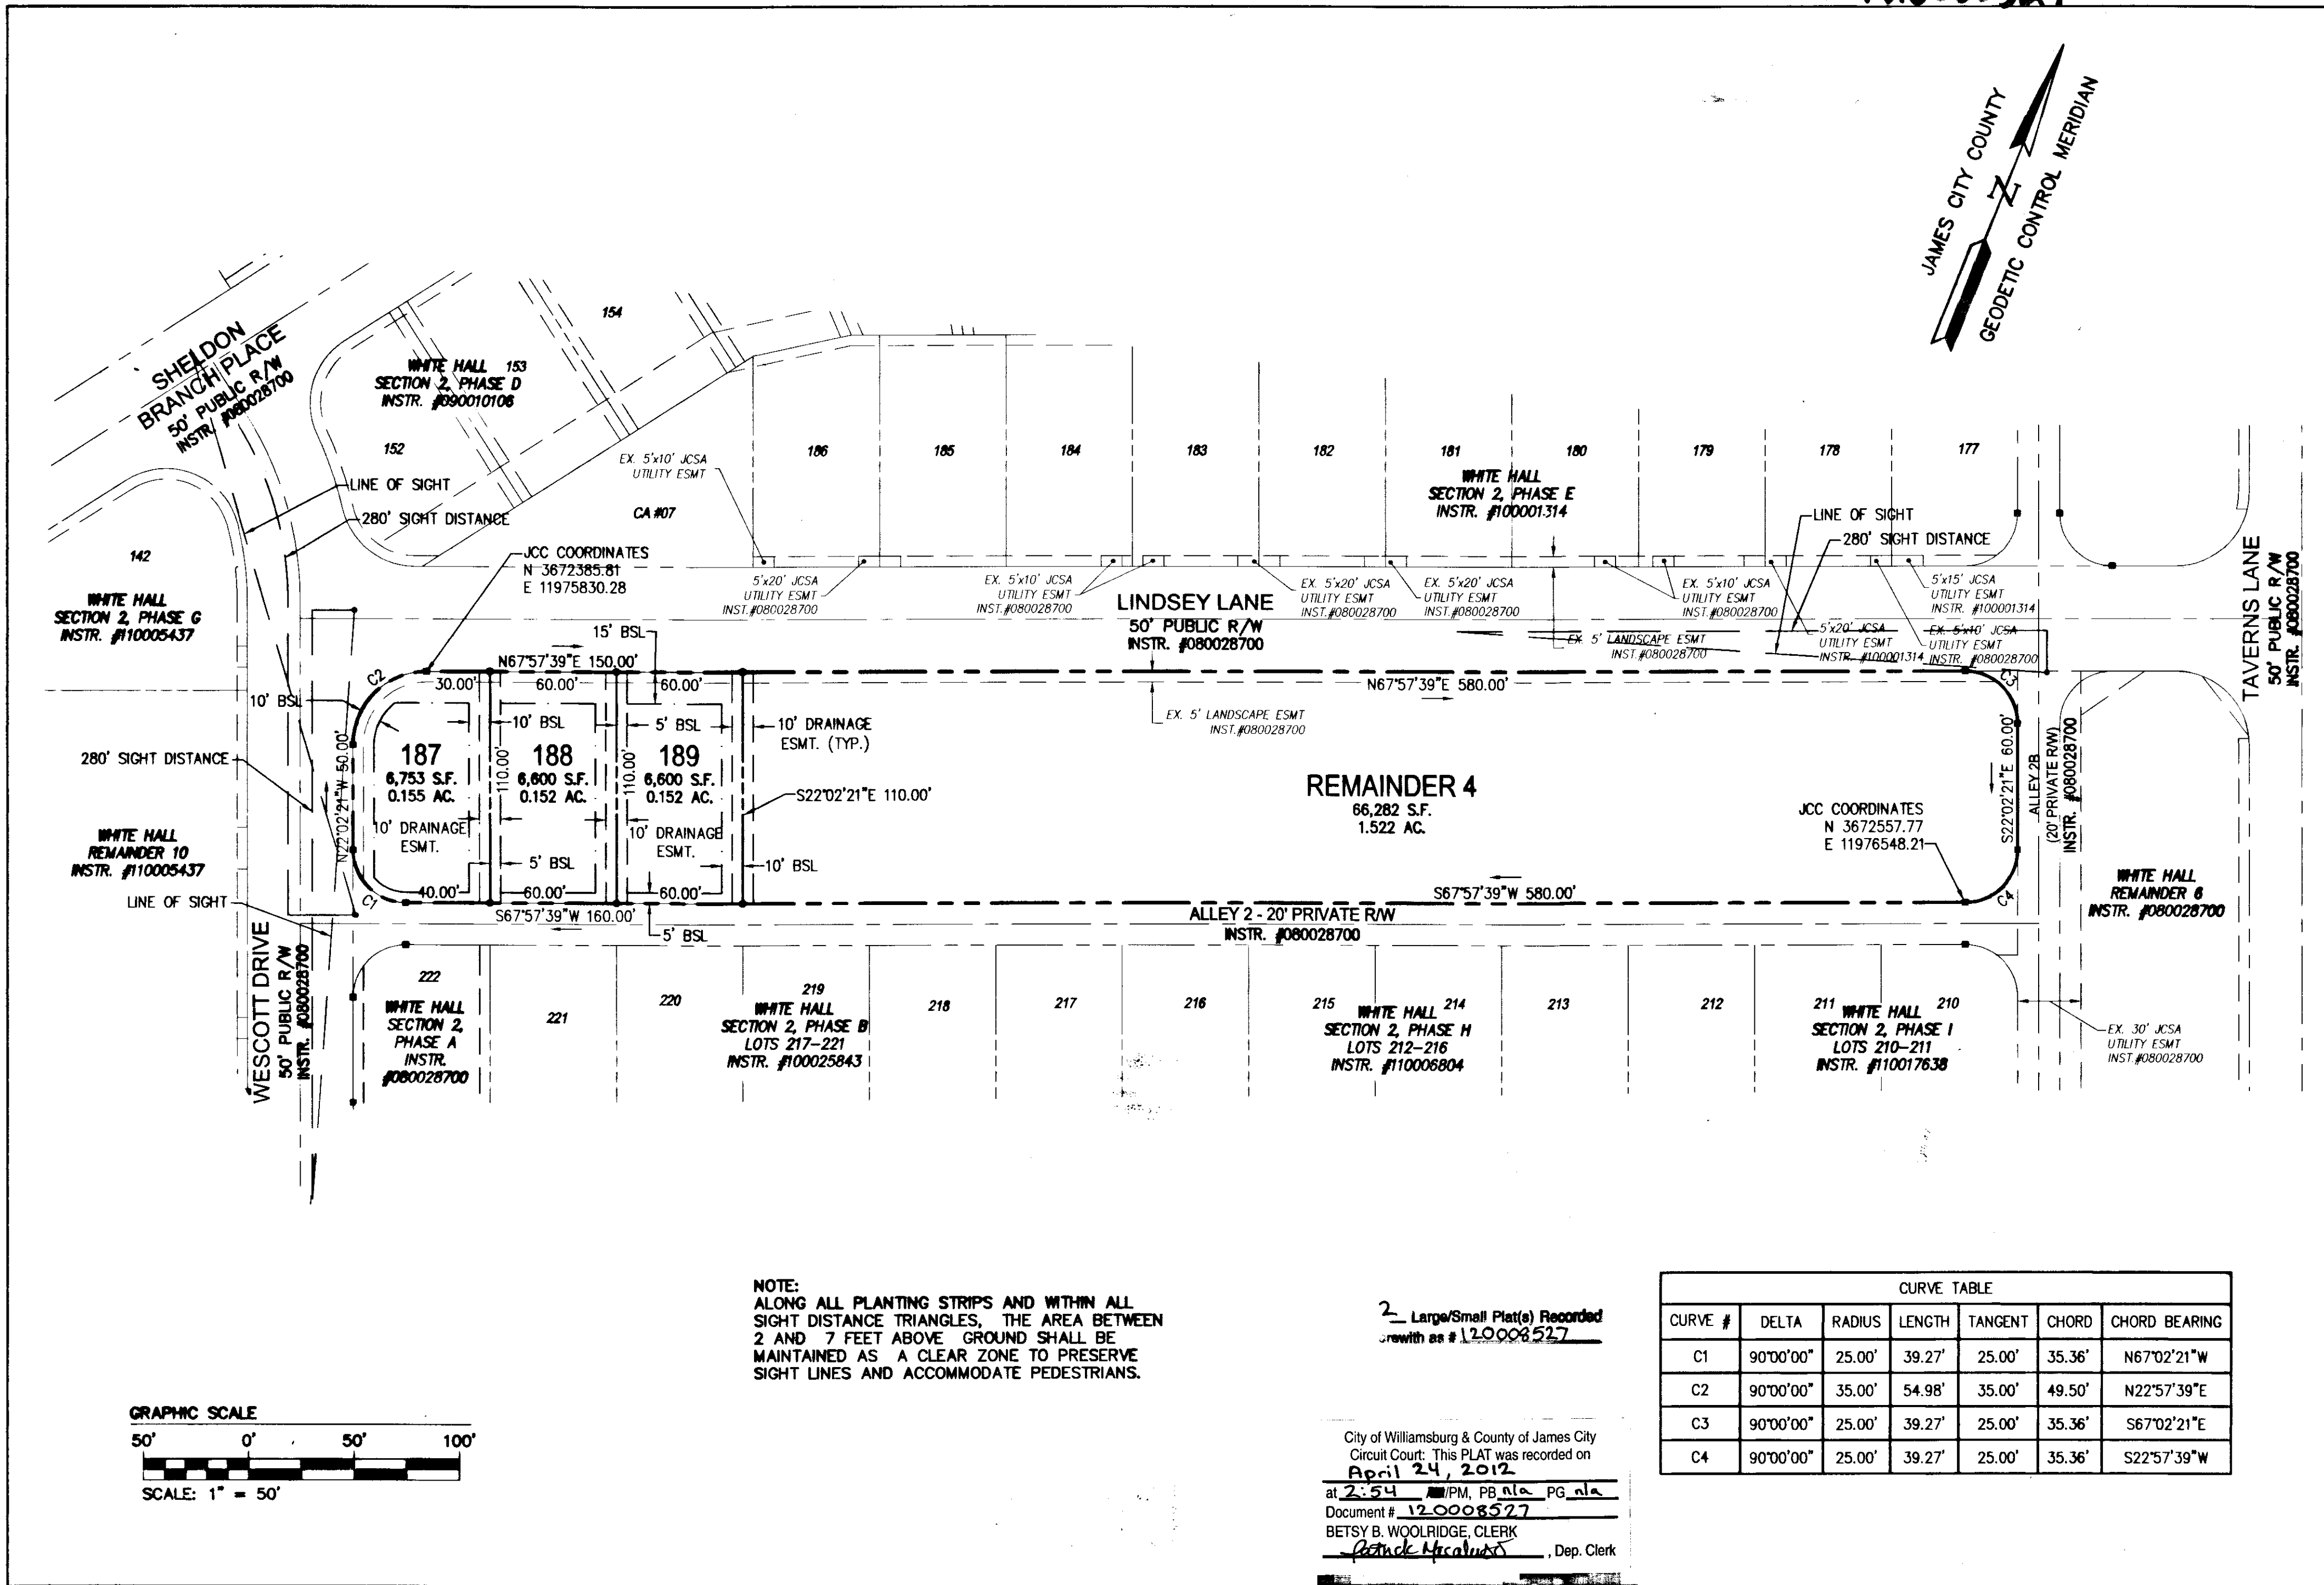 JAMES CITY COUNTY
N
GEODETIC CONTROL MERIDIAN
SHELDON
BRANCH PLACE
50' PUBLIC R/W
INSTR. #080028700
154
WHITE HALL 153
SECTION 2, PHASE D
INSTR. #090010106
152
LINE OF SIGHT
280' SIGHT DISTANCE
EX. 5'x10' JCSA
UTILITY ESMT
CA #07
186
185
184
183
182
181
180
179
178
177
WHITE HALL
SECTION 2, PHASE E
INSTR. #100001314
LINE OF SIGHT
280' SIGHT DISTANCE
142
WHITE HALL
SECTION 2, PHASE G
INSTR. #110005437
JCC COORDINATES
N 3672385.81
E 11975830.28
5'x20' JCSA
UTILITY ESMT
INST.#080028700
EX. 5'x10' JCSA
UTILITY ESMT
INST.#080028700
LINDSEY LANE
50' PUBLIC R/W
INSTR. #080028700
EX. 5'x20' JCSA
UTILITY ESMT
INST.#080028700
EX. 5'x20' JCSA
UTILITY ESMT
INST.#080028700
EX. 5' LANDSCAPE ESMT
INST.#080028700
EX. 5'x10' JCSA
UTILITY ESMT
INST.#080028700
5'x15' JCSA
UTILITY ESMT
INSTR. #100001314
5'x20' JCSA
UTILITY ESMT
INSTR. #100001314
EX. 5'x10' JCSA
UTILITY ESMT
INSTR. #080028700
TAVERNS LANE
50' PUBLIC R/W
INSTR. #080028700
15' BSL
N67°57'39"E 150.00'
30.00'
60.00'
60.00'
C2
10' BSL
10' BSL
5' BSL
10' DRAINAGE
ESMT. (TYP.)
EX. 5' LANDSCAPE ESMT
INST.#080028700
N67°57'39"E 580.00'
C3
280' SIGHT DISTANCE
N22°02'21"W 50.00'
187
6,753 S.F.
0.155 AC.
110.00'
188
6,600 S.F.
0.152 AC.
110.00'
189
6,600 S.F.
0.152 AC.
S22°02'21"E 110.00'
REMAINDER 4
66,282 S.F.
1.522 AC.
JCC COORDINATES
N 3672557.77
E 11976548.21
S22°02'21"E 60.00'
ALLEY 2B
(20' PRIVATE R/W)
INSTR. #080028700
WHITE HALL
REMAINDER 10
INSTR. #110005437
10' DRAINAGE
ESMT.
10' DRAINAGE
ESMT.
5' BSL
10' BSL
LINE OF SIGHT
C1
40.00'
60.00'
60.00'
S67°57'39"W 160.00'
5' BSL
S67°57'39"W 580.00'
C4
WHITE HALL
REMAINDER 6
INSTR. #080028700
ALLEY 2 - 20' PRIVATE R/W
INSTR. #080028700
WESCOTT DRIVE
50' PUBLIC R/W
INSTR. #080028700
222
WHITE HALL
SECTION 2,
PHASE A
INSTR.
#080028700
221
220
219
WHITE HALL
SECTION 2, PHASE B
LOTS 217-221
INSTR. #100025843
218
217
216
215
WHITE HALL 214
SECTION 2, PHASE H
LOTS 212-216
INSTR. #110006804
213
212
211
WHITE HALL 210
SECTION 2, PHASE I
LOTS 210-211
INSTR. #110017638
EX. 30' JCSA
UTILITY ESMT
INST.#080028700
NOTE:
ALONG ALL PLANTING STRIPS AND WITHIN ALL
SIGHT DISTANCE TRIANGLES, THE AREA BETWEEN
2 AND 7 FEET ABOVE GROUND SHALL BE
MAINTAINED AS A CLEAR ZONE TO PRESERVE
SIGHT LINES AND ACCOMMODATE PEDESTRIANS.
2 Large/Small Plat(s) Recorded
erewith as # 120008527
CURVE TABLE
CURVE # DELTA RADIUS LENGTH TANGENT CHORD CHORD BEARING
C1 90°00'00" 25.00' 39.27' 25.00' 35.36' N67°02'21"W
C2 90°00'00" 35.00' 54.98' 35.00' 49.50' N22°57'39"E
C3 90°00'00" 25.00' 39.27' 25.00' 35.36' S67°02'21"E
C4 90°00'00" 25.00' 39.27' 25.00' 35.36' S22°57'39"W
GRAPHIC SCALE
50' 0' 50' 100'
SCALE: 1" = 50'
City of Williamsburg & County of James City
Circuit Court: This PLAT was recorded on
April 24, 2012
at 2:54 /PM, PB n/a PG n/a
Document # 120008527
BETSY B. WOOLRIDGE, CLERK
, Dep. Clerk